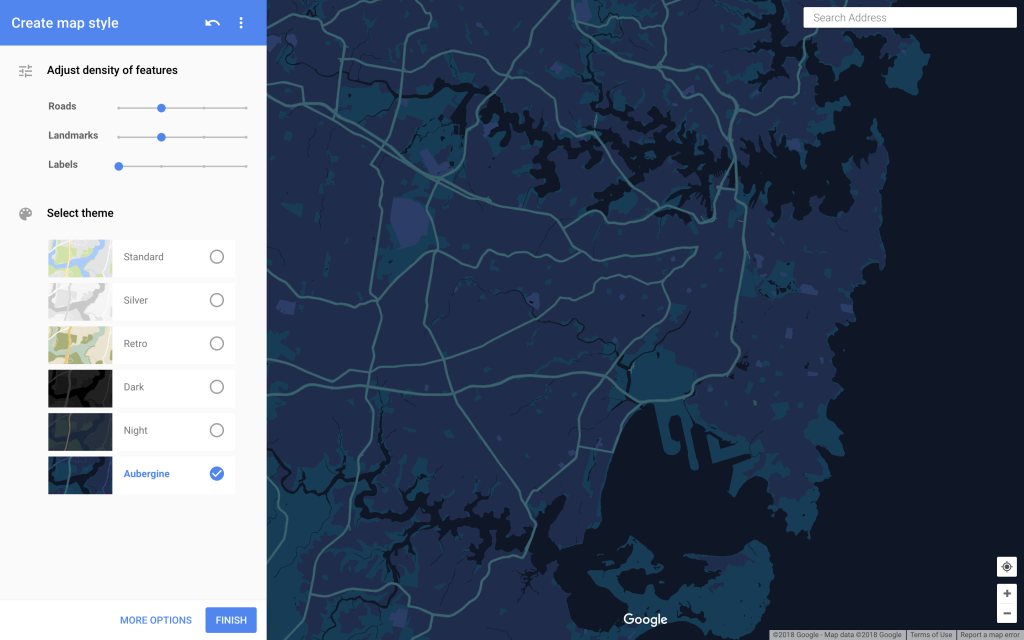 Create map style
Search Address
Adjust density of features
Roads
Landmarks
Labels
Select theme
Standard
Silver
Retro
Dark
Night
Aubergine
MORE OPTIONS
FINISH
Google
©2018 Google - Map data ©2018 Google
Terms of Use
Report a map error